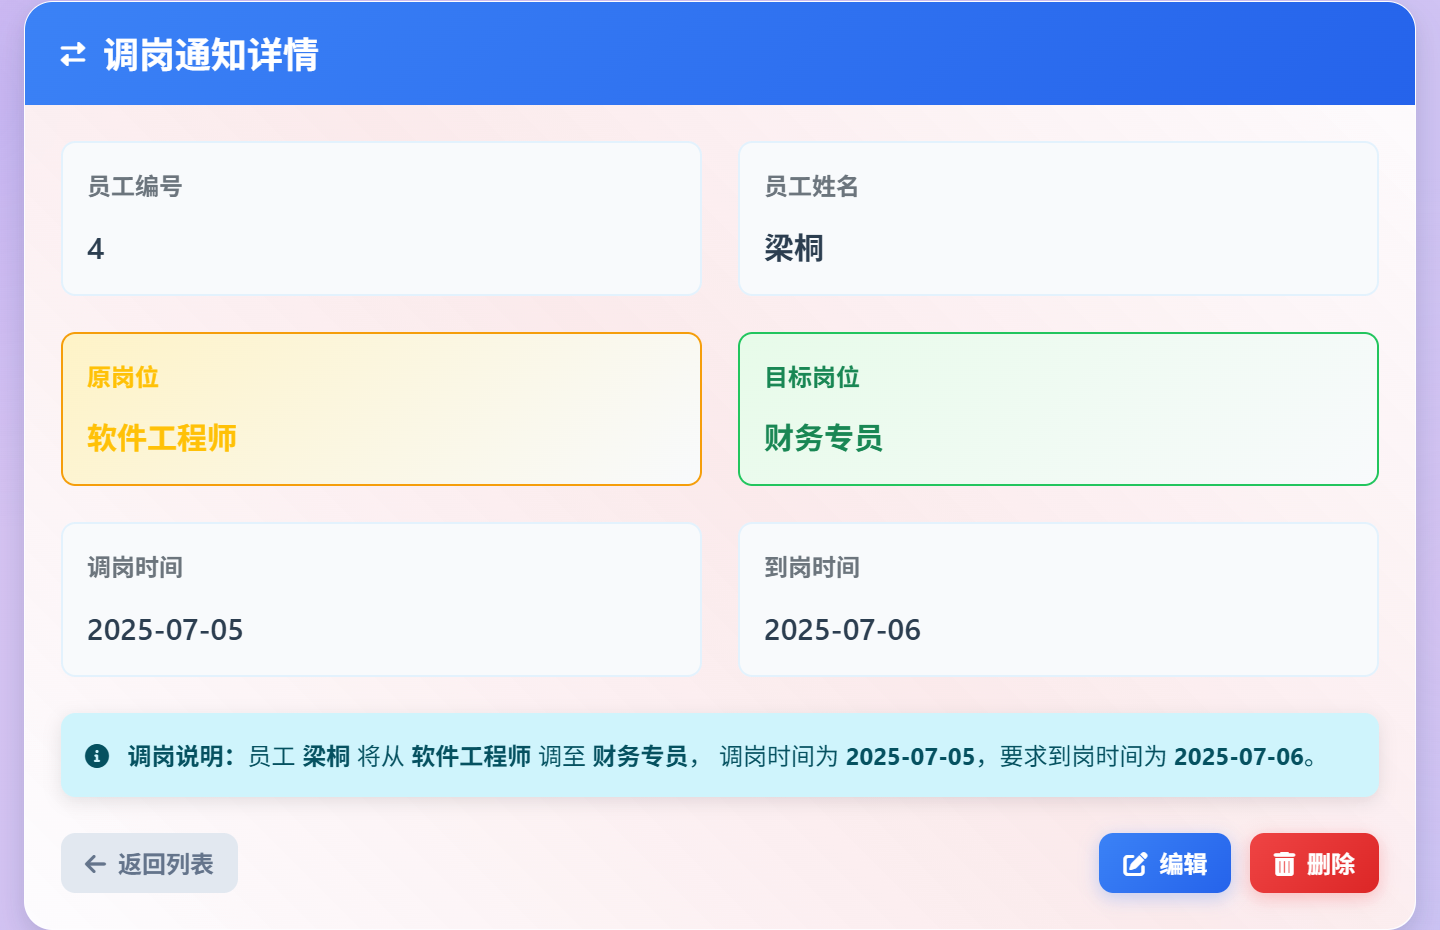 调岗通知详情
员工编号
4
员工姓名
梁桐
原岗位
软件工程师
目标岗位
财务专员
调岗时间
2025-07-05
到岗时间
2025-07-06
调岗说明：员工 梁桐 将从 软件工程师 调至 财务专员， 调岗时间为 2025-07-05，要求到岗时间为 2025-07-06。
返回列表
编辑
删除